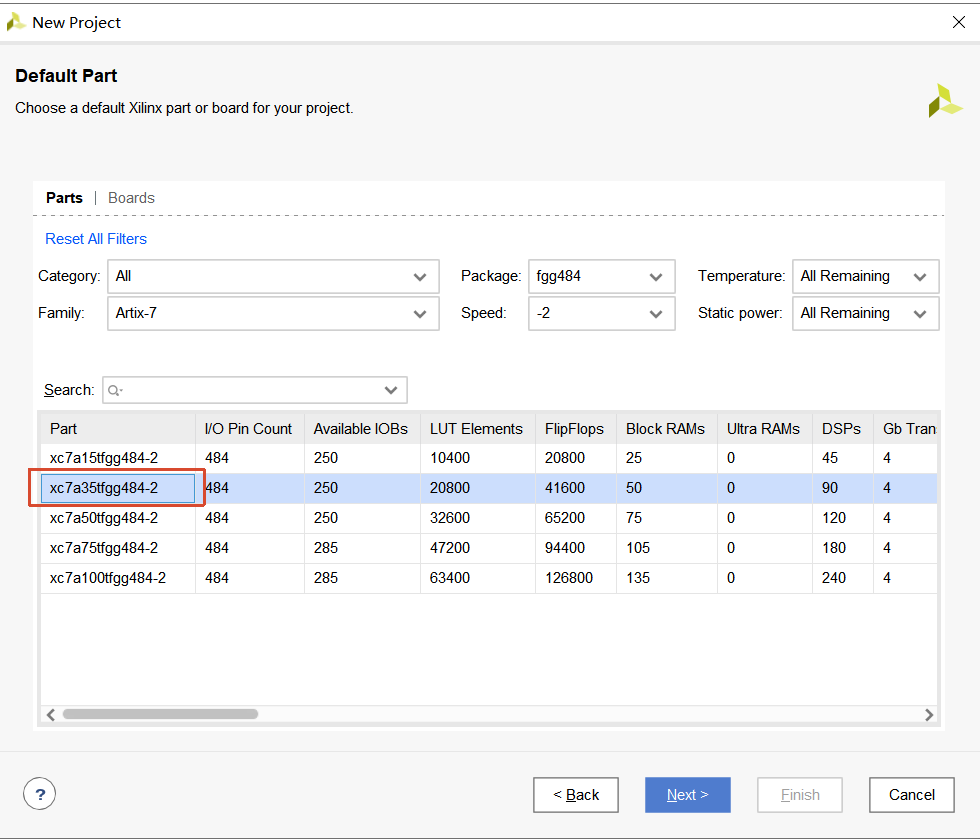 New Project
Default Part
Choose a default Xilinx part or board for your project.
Parts | Boards
Reset All Filters
Category: All Package: fgg484 Temperature: All Remaining
Family: Artix-7 Speed: -2 Static power: All Remaining
Search:
Part I/O Pin Count Available IOBs LUT Elements FlipFlops Block RAMs Ultra RAMs DSPs Gb Trans
xc7a15tfgg484-2 484 250 10400 20800 25 0 45 4
xc7a35tfgg484-2 484 250 20800 41600 50 0 90 4
xc7a50tfgg484-2 484 250 32600 65200 75 0 120 4
xc7a75tfgg484-2 484 285 47200 94400 105 0 180 4
xc7a100tfgg484-2 484 285 63400 126800 135 0 240 4
? < Back Next > Finish Cancel